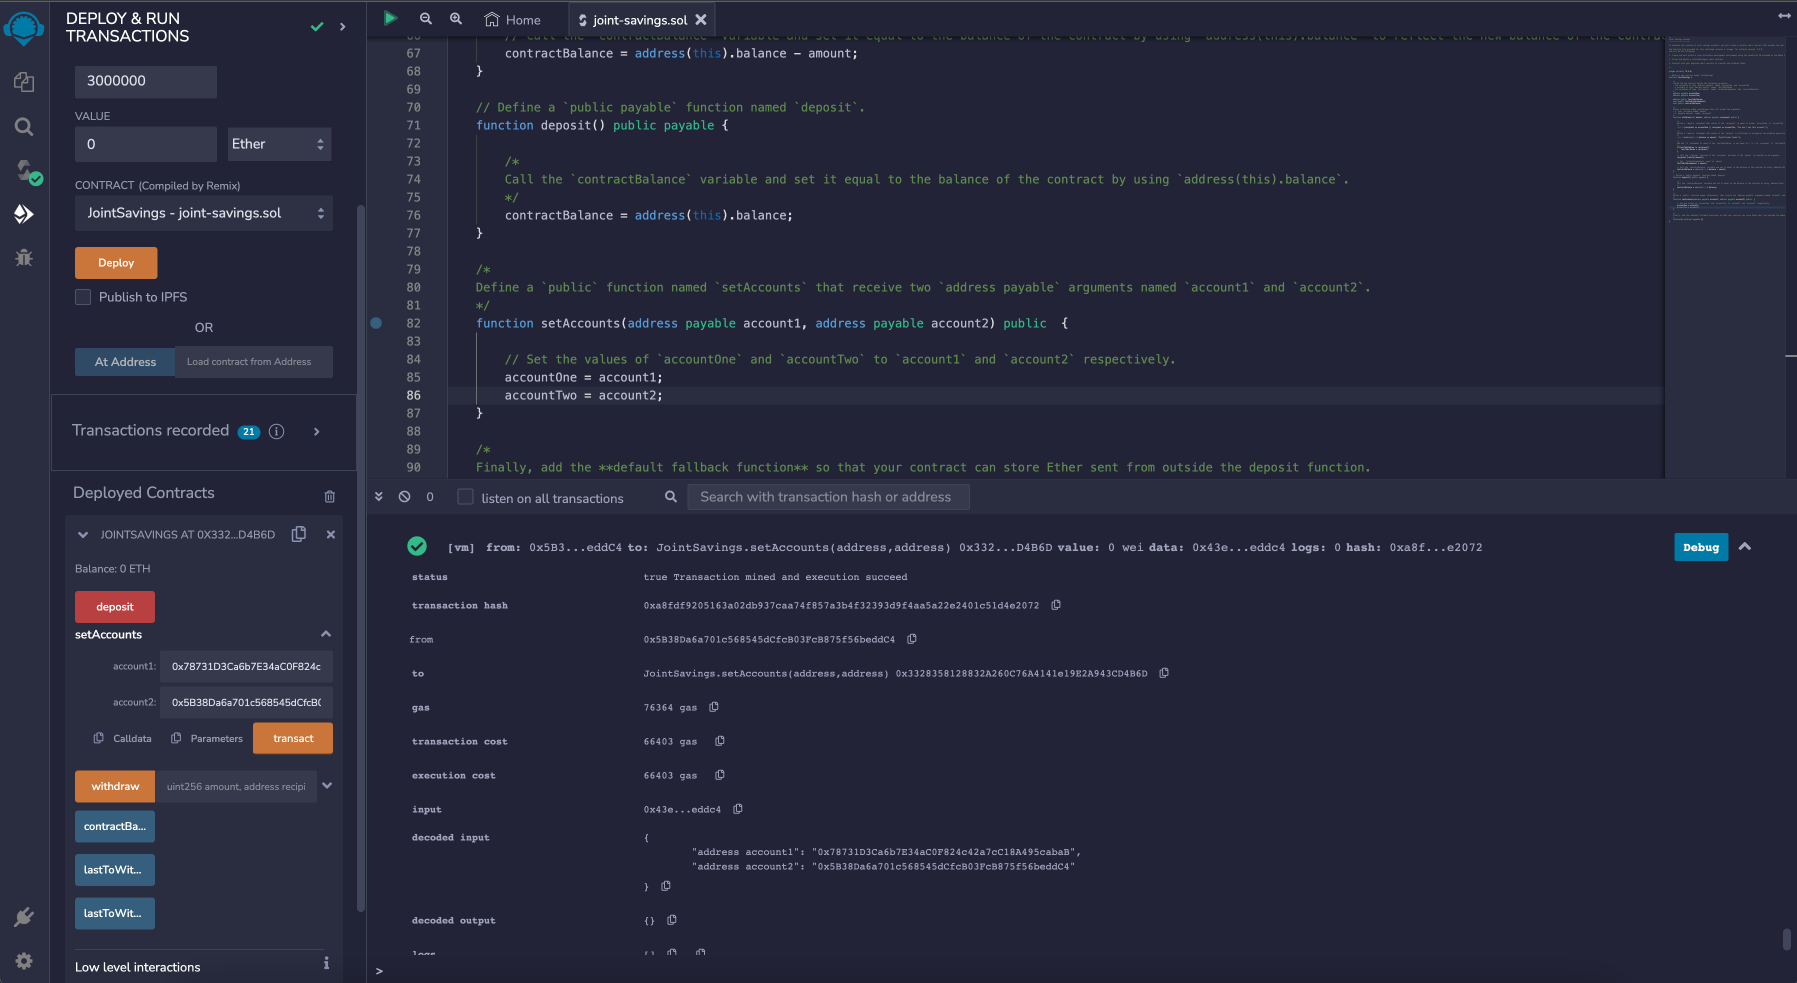 DEPLOY & RUN
TRANSACTIONS
3000000
VALUE
0
Ether
CONTRACT (Compiled by Remix)
JointSavings - joint-savings.sol
Deploy
Publish to IPFS
OR
At Address
Load contract from Address
Transactions recorded 21
Deployed Contracts
JOINTSAVINGS AT 0X332...D4B6D
Balance: 0 ETH
deposit
setAccounts
account1: 0x78731D3Ca6b7E34aC0F824c
account2: 0x5B38Da6a701c568545dCfcB(
Calldata
Parameters
transact
withdraw
uint256 amount, address recipi
contractBa...
lastToWit...
lastToWit...
Low level interactions
Home
joint-savings.sol
67 contractBalance = address(this).balance - amount;
68 }
69
70 // Define a `public payable` function named `deposit`.
71 function deposit() public payable {
72
73 /*
74 Call the `contractBalance` variable and set it equal to the balance of the contract by using `address(this).balance`.
75 */
76 contractBalance = address(this).balance;
77 }
78
79 /*
80 Define a `public` function named `setAccounts` that receive two `address payable` arguments named `account1` and `account2`.
81 */
82 function setAccounts(address payable account1, address payable account2) public {
83
84 // Set the values of `accountOne` and `accountTwo` to `account1` and `account2` respectively.
85 accountOne = account1;
86 accountTwo = account2;
87 }
88
89 /*
90 Finally, add the **default fallback function** so that your contract can store Ether sent from outside the deposit function.
0
listen on all transactions
Search with transaction hash or address
[vm] from: 0x5B3...eddC4 to: JointSavings.setAccounts(address,address) 0x332...D4B6D value: 0 wei data: 0x43e...eddc4 logs: 0 hash: 0xa8f...e2072
Debug
status true Transaction mined and execution succeed
transaction hash 0xa8fdf9205163a02db937caa74f857a3b4f32393d9f4aa5a22e2401c51d4e2072
from 0x5B38Da6a701c568545dCfcB03FcB875f56beddC4
to JointSavings.setAccounts(address,address) 0x3328358128832A260C76A4141e19E2A943CD4B6D
gas 76364 gas
transaction cost 66403 gas
execution cost 66403 gas
input 0x43e...eddc4
decoded input {
"address account1": "0x78731D3Ca6b7E34aC0F824c42a7cC18A495cabaB",
"address account2": "0x5B38Da6a701c568545dCfcB03FcB875f56beddC4"
}
decoded output {}
logs []
>